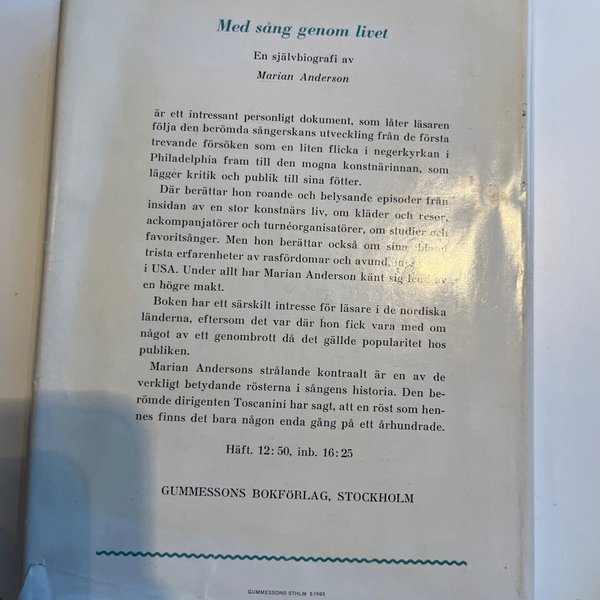 Med sång genom livet
En självbiografi av
Marian Anderson
är ett intressant personligt dokument, som låter läsaren
följa den berömda sångerskans utveckling från de första
trevande försöken som en liten flicka i negerkyrkan i
Philadelphia fram till den mogna konstnärinnan, som
lägger kritik och publik till sina fötter.
Där berättar hon roande och belysande episoder från
insidan av en stor konstnärs liv, om kläder och resor,
ackompanjatörer och turnéorganisatörer, om studier och
favoritsånger. Men hon berättar också om sina ibland
trista erfarenheter av rasfördomar och avund,
i USA. Under allt har Marian Anderson känt sig ledd av
en högre makt.
Boken har ett särskilt intresse för läsare i de nordiska
länderna, eftersom det var där hon fick vara med om
något av ett genombrott då det gällde popularitet hos
publiken.
Marian Andersons strålande kontraalt är en av de
verkligt betydande rösterna i sångens historia. Den be-
römde dirigenten Toscanini har sagt, att en röst som hen-
nes finns det bara någon enda gång på ett århundrade.
Häft. 12:50, inb. 16:25
GUMMESSONS BOKFÖRLAG, STOCKHOLM
GUMMESSONS STHLM 57695